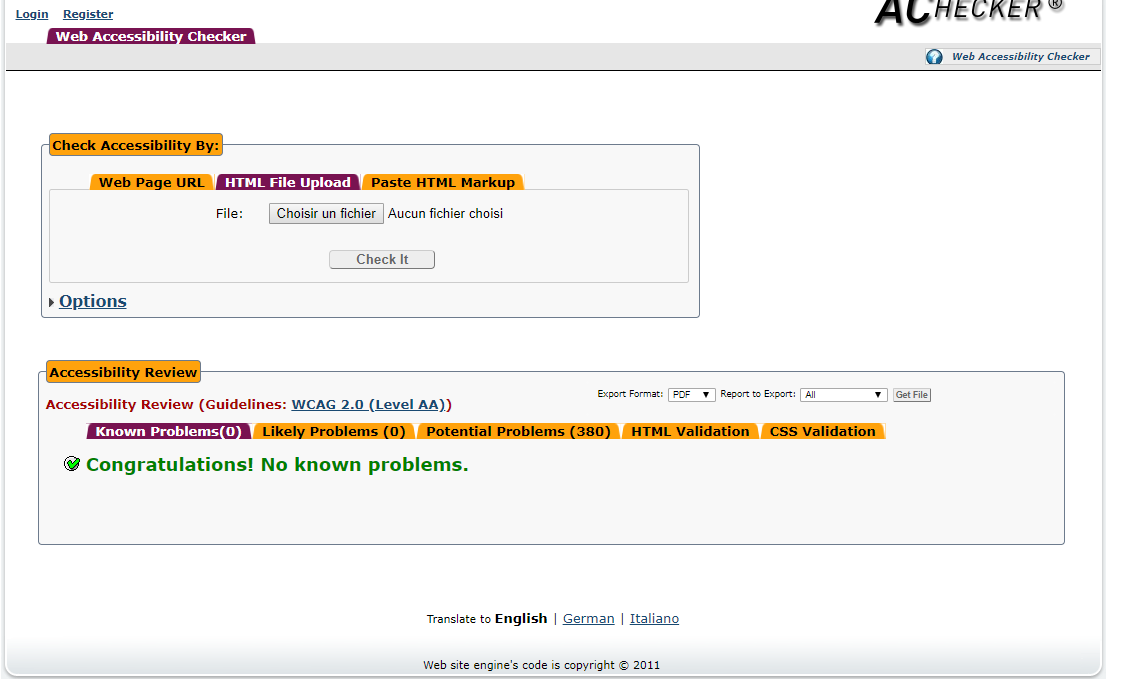 Login Register
ACHECKER ®
Web Accessibility Checker
Web Accessibility Checker
Check Accessibility By:
Web Page URL HTML File Upload Paste HTML Markup
File: Choisir un fichier Aucun fichier choisi
Check It
Options
Accessibility Review
Export Format: PDF Report to Export: All Get File
Accessibility Review (Guidelines: WCAG 2.0 (Level AA))
Known Problems(0) Likely Problems (0) Potential Problems (380) HTML Validation CSS Validation
Congratulations! No known problems.
Translate to English | German | Italiano
Web site engine's code is copyright © 2011